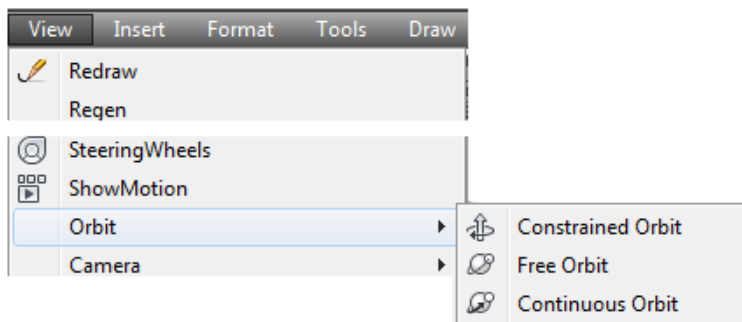 View Insert Format Tools Draw
Redraw
Regen
SteeringWheels
ShowMotion
Orbit
Constrained Orbit
Free Orbit
Camera
Continuous Orbit